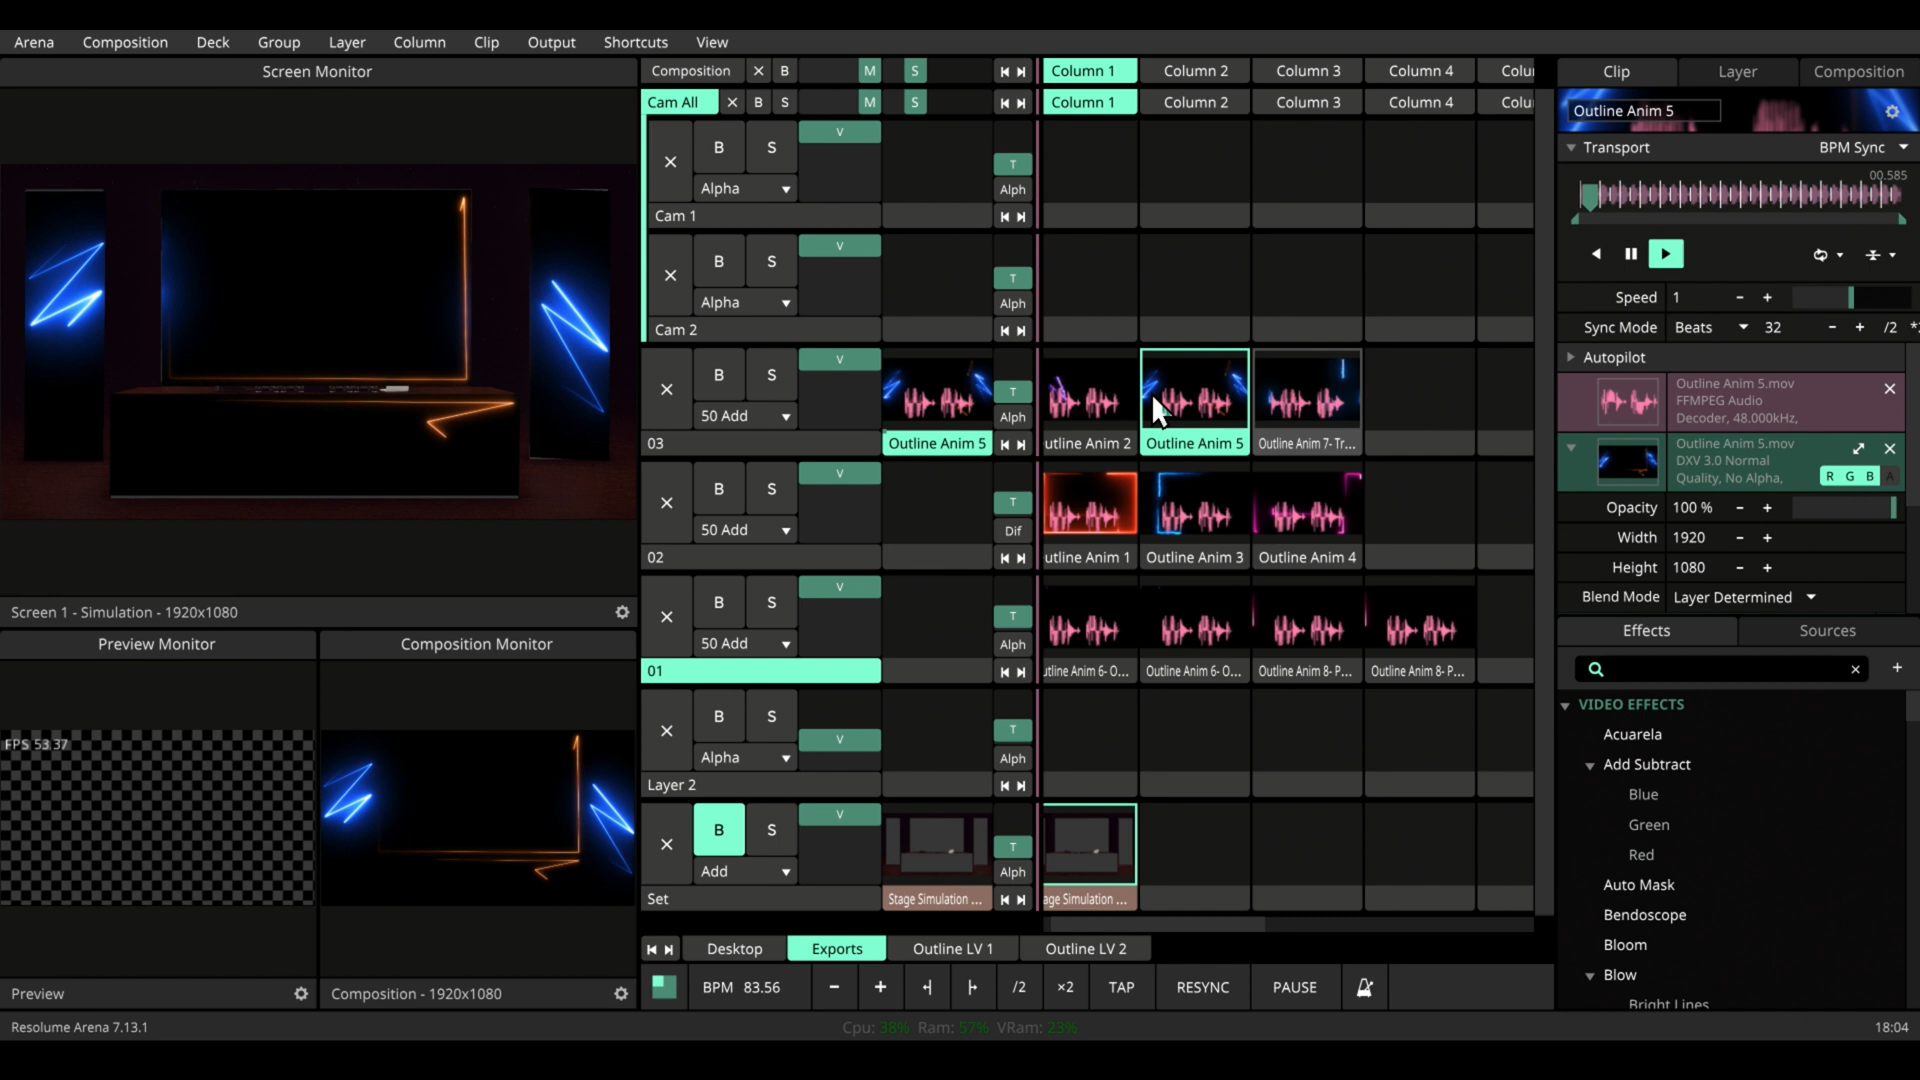 Arena Composition Deck Group Layer Column Clip Output Shortcuts View
Screen Monitor
Screen 1 - Simulation - 1920x1080
Preview Monitor
Composition Monitor
FPS 53.37
Preview
Composition - 1920x1080
Composition B M S Column 1 Column 2 Column 3 Column 4 Colu
Cam All B S M S Column 1 Column 2 Column 3 Column 4 Colu
B S V T
Alpha Alph
Cam 1
B S V T
Alpha Alph
Cam 2
B S V T
50 Add Alph
03 Outline Anim 5 utline Anim 2 Outline Anim 5 Outline Anim 7- Tr...
B S V T
50 Add Dif
02 utline Anim 1 Outline Anim 3 Outline Anim 4
B S V T
50 Add Alph
01 utline Anim 6- O... Outline Anim 6- O... Outline Anim 8- P... Outline Anim 8- P...
B S V T
Alpha Alph
Layer 2
B S V T
Add Alph
Set Stage Simulation ... age Simulation ...
Desktop Exports Outline LV 1 Outline LV 2
BPM 83.56 - + /2 ×2 TAP RESYNC PAUSE
Clip Layer Composition
Outline Anim 5
Transport BPM Sync
00.585
Speed 1 - +
Sync Mode Beats 32 - + /2 *
Autopilot
Outline Anim 5.mov
FFMPEG Audio
Decoder, 48.000kHz,
Outline Anim 5.mov
DXV 3.0 Normal
Quality, No Alpha, R G B A
Opacity 100 % - +
Width 1920 - +
Height 1080 - +
Blend Mode Layer Determined
Effects Sources
VIDEO EFFECTS
Acuarela
Add Subtract
Blue
Green
Red
Auto Mask
Bendoscope
Bloom
Blow
Bright Lines
Resolume Arena 7.13.1
Cpu: 38% Ram: 57% VRam: 23%
18:04